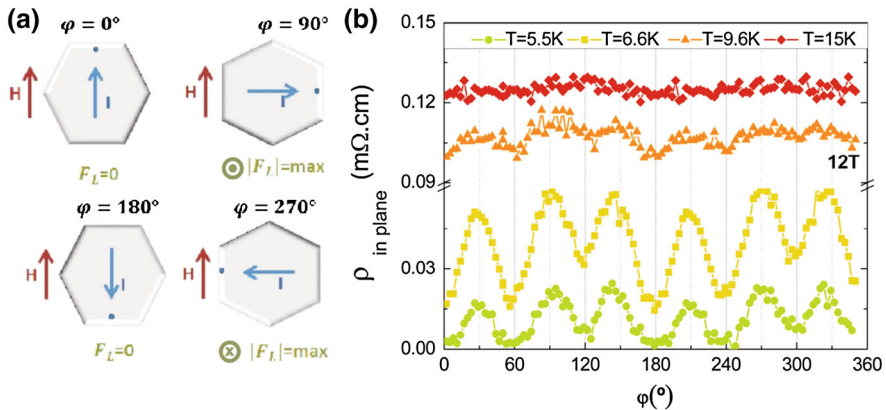 (a)
φ = 0°
φ = 90°
H
I
H
I
F_L=0
|F_L|=max
φ = 180°
φ = 270°
H
I
H
I
F_L=0
x |F_L|=max
(b)
T=5.5K T=6.6K T=9.6K T=15K
ρ in plane (mΩ.cm)
0.15
0.12
0.09
0.03
0.00
12T
0 60 120 180 240 300 360
φ(º)